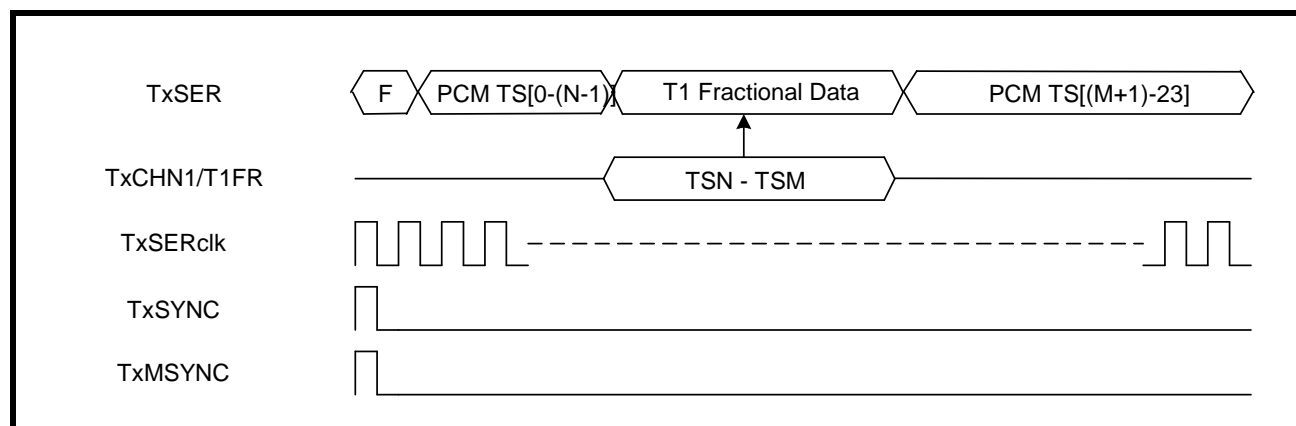 TxSER F PCM TS[0-(N-1)] T1 Fractional Data PCM TS[(M+1)-23]
TxCHN1/T1FR TSN - TSM
TxSERclk
TxSYNC
TxMSYNC